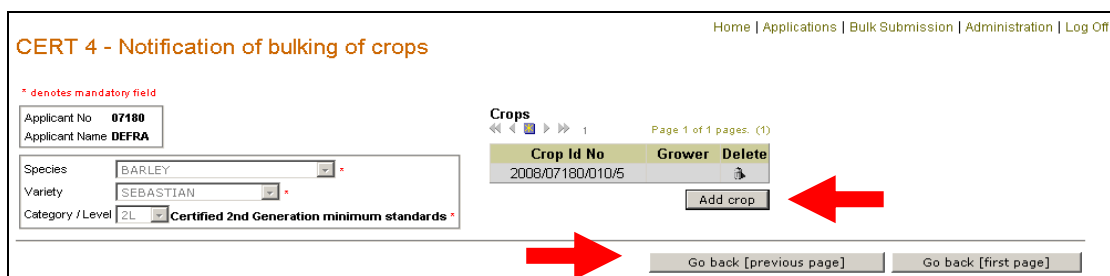 Home | Applications | Bulk Submission | Administration | Log Off
CERT 4 - Notification of bulking of crops
* denotes mandatory field
Applicant No 07180
Applicant Name DEFRA
Species BARLEY *
Variety SEBASTIAN *
Category / Level 2L Certified 2nd Generation minimum standards *
Crops
1 Page 1 of 1 pages. (1)
Crop Id No Grower Delete
2008/07180/010/5
Add crop
Go back [previous page] Go back [first page]